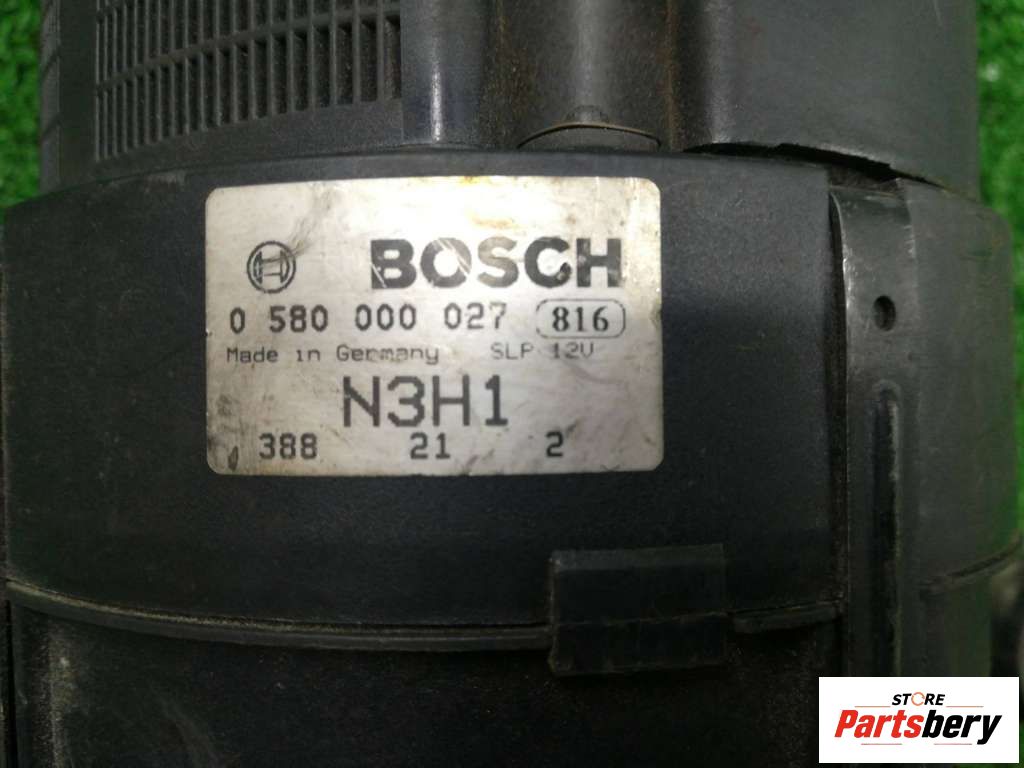 BOSCH
0 580 000 027 816
Made in Germany SLP 12V
N3H1
388 21 2
STORE
Partsbery